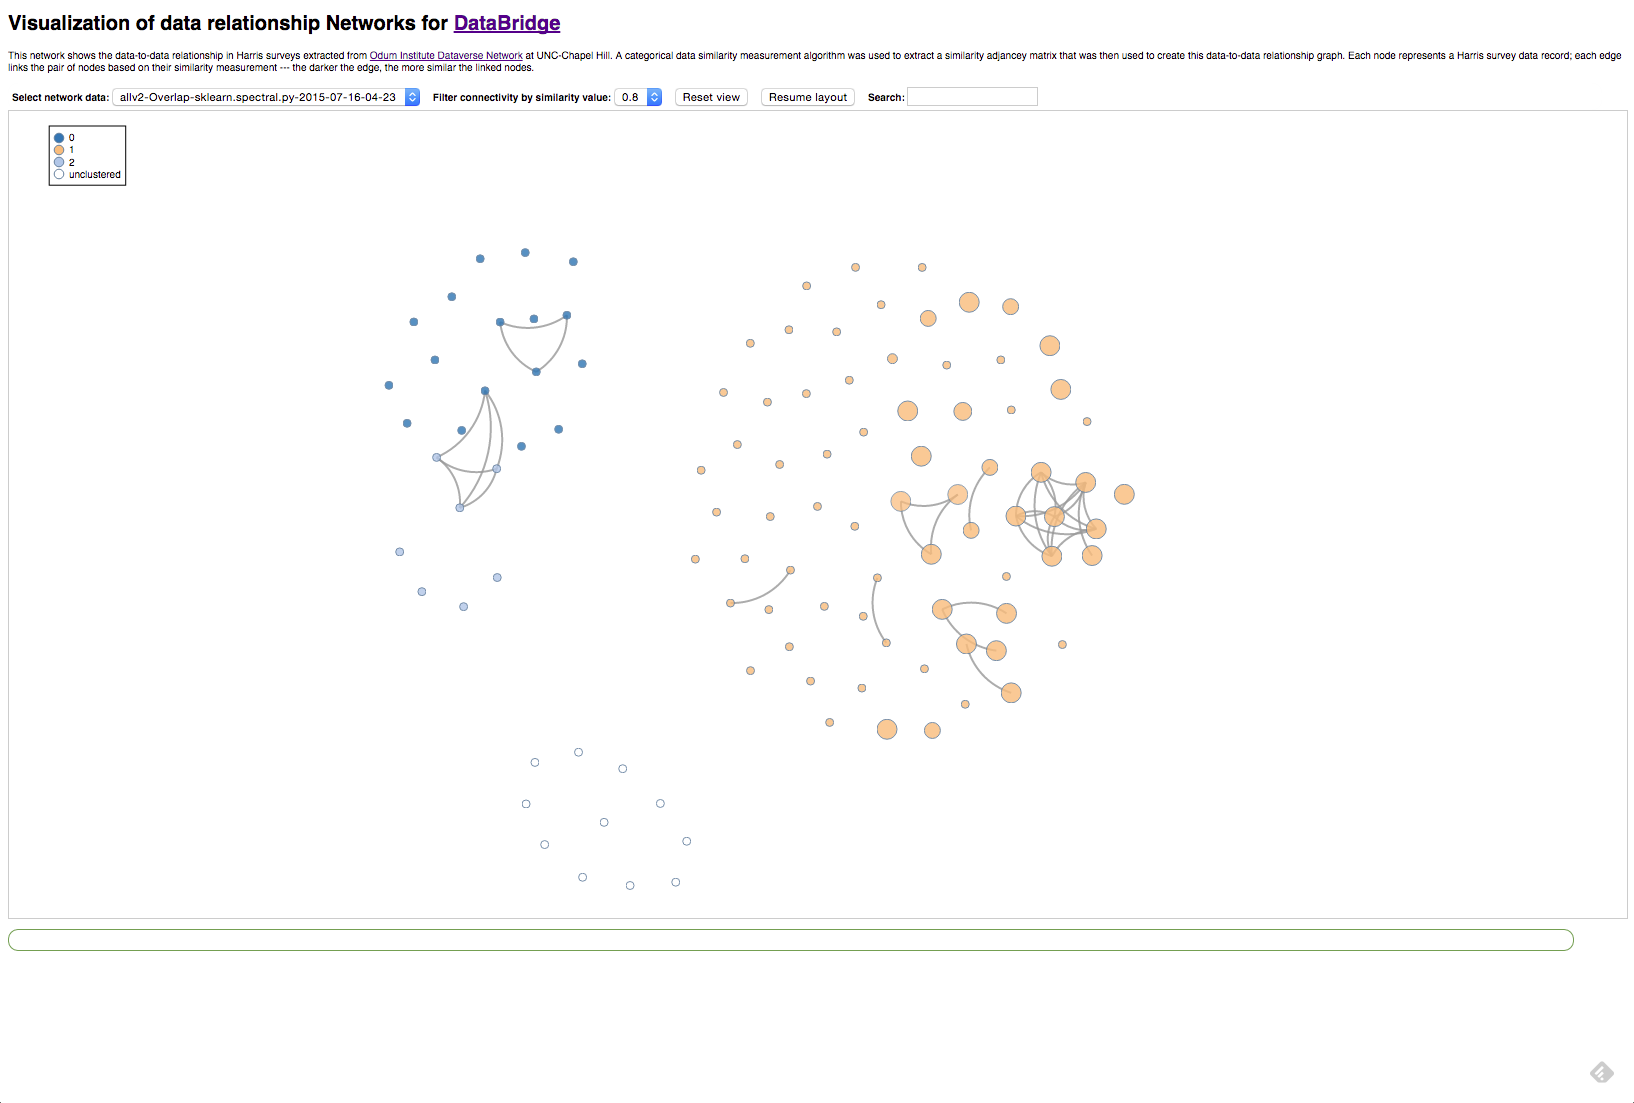 Visualization of data relationship Networks for DataBridge
This network shows the data-to-data relationship in Harris surveys extracted from Odum Institute Dataverse Network at UNC-Chapel Hill. A categorical data similarity measurement algorithm was used to extract a similarity adjancey matrix that was then used to create this data-to-data relationship graph. Each node represents a Harris survey data record; each edge
links the pair of nodes based on their similarity measurement --- the darker the edge, the more similar the linked nodes.
Select network data: allv2-Overlap-sklearn.spectral.py-2015-07-16-04-23 Filter connectivity by similarity value: 0.8 Reset view Resume layout Search:
0
1
2
unclustered